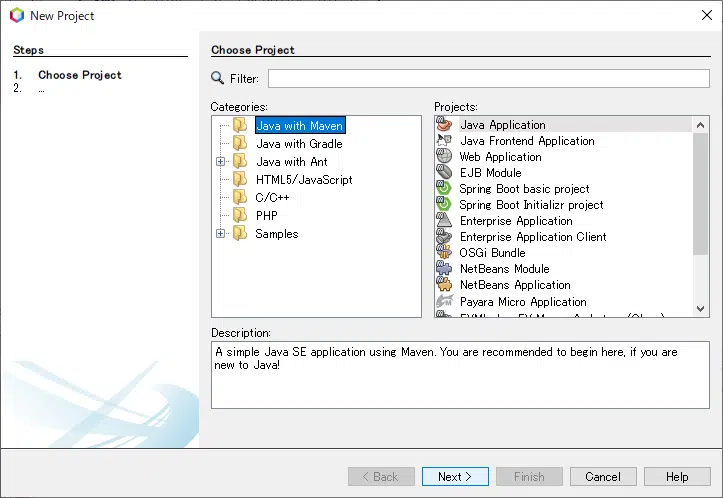 New Project
Steps
1. Choose Project
2. ...
Choose Project
Filter:
Categories:
Java with Maven
Java with Gradle
Java with Ant
HTML5/JavaScript
C/C++
PHP
Samples
Projects:
Java Application
Java Frontend Application
Web Application
EJB Module
Spring Boot basic project
Spring Boot Initializr project
Enterprise Application
Enterprise Application Client
OSGi Bundle
NetBeans Module
NetBeans Application
Payara Micro Application
Description:
A simple Java SE application using Maven. You are recommended to begin here, if you are
new to Java!
< Back
Next >
Finish
Cancel
Help